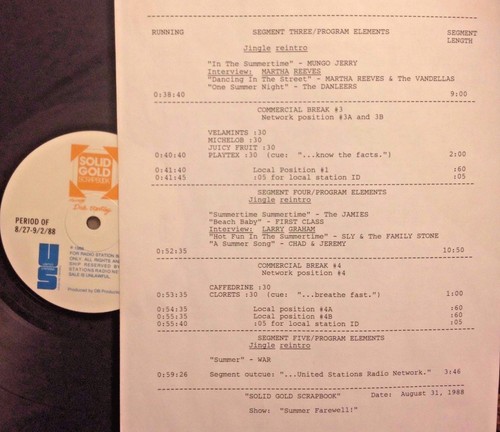 RUNNING SEGMENT THREE/PROGRAM ELEMENTS SEGMENT
LENGTH
Jingle reintro
"In The Summertime" - MUNGO JERRY
Interview: MARTHA REEVES
"Dancing In The Street" - MARTHA REEVES & The VANDELLAS
"One Summer Night" - The DANLEERS
0:38:40 9:00
COMMERCIAL BREAK #3
Network position #3A and 3B
VELAMINTS :30
MICHELOB :30
JUICY FRUIT :30
0:40:40 PLAYTEX :30 (cue: "...know the facts.") 2:00
0:41:40 Local Position #1 :60
0:41:45 :05 for local station ID :05
SEGMENT FOUR/PROGRAM ELEMENTS
Jingle reintro
"Summertime Summertime" - The JAMIES
"Beach Baby" - FIRST CLASS
Interview: LARRY GRAHAM
"Hot Fun In The Summertime" - SLY & The FAMILY STONE
"A Summer Song" - CHAD & JEREMY
0:52:35 10:50
COMMERCIAL BREAK #4
Network position #4
CAFFEDRINE :30
0:53:35 CLORETS :30 (cue: "...breathe fast.") 1:00
0:54:35 Local position #4A :60
0:55:35 Local position #4B :60
0:55:40 :05 for local station ID :05
SEGMENT FIVE/PROGRAM ELEMENTS
Jingle reintro
"Summer" - WAR
0:59:26 Segment outcue: "...United Stations Radio Network." 3:46
"SOLID GOLD SCRAPBOOK" Date: August 31, 1988
Show: "Summer Farewell!"
SOLID
GOLD
SCRAPBOOK
PERIOD OF
8/27-9/2/88
FOR RADIO STATION
STATIONS RADIO
SALE IS UNLAWFUL
US